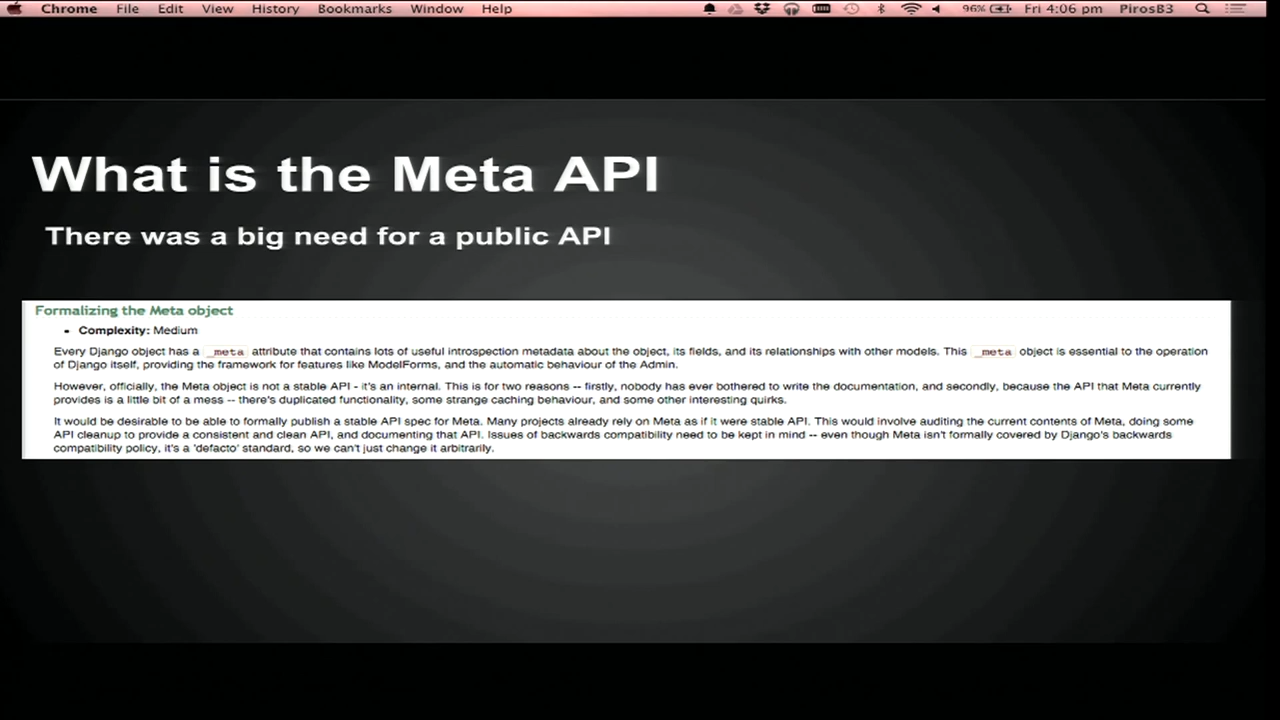 Chrome File Edit View History Bookmarks Window Help 96% Fri 4:06 pm PirosB3
What is the Meta API
There was a big need for a public API
Formalizing the Meta object
• Complexity: Medium
Every Django object has a _meta attribute that contains lots of useful introspection metadata about the object, its fields, and its relationships with other models. This _meta object is essential to the operation
of Django itself, providing the framework for features like ModelForms, and the automatic behaviour of the Admin.
However, officially, the Meta object is not a stable API - it's an internal. This is for two reasons -- firstly, nobody has ever bothered to write the documentation, and secondly, because the API that Meta currently
provides is a little bit of a mess -- there's duplicated functionality, some strange caching behaviour, and some other interesting quirks.
It would be desirable to be able to formally publish a stable API spec for Meta. Many projects already rely on Meta as if it were stable API. This would involve auditing the current contents of Meta, doing some
API cleanup to provide a consistent and clean API, and documenting that API. Issues of backwards compatibility need to be kept in mind -- even though Meta isn't formally covered by Django's backwards
compatibility policy, it's a 'defacto' standard, so we can't just change it arbitrarily.